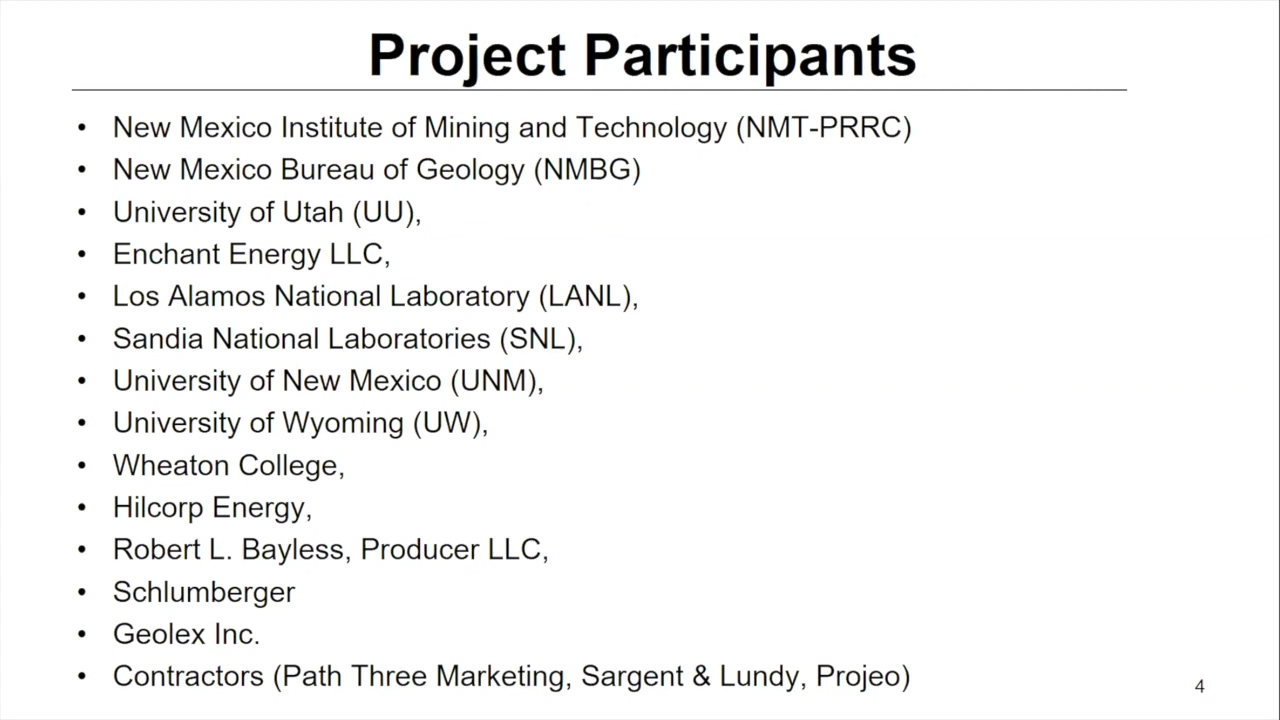 Project Participants
• New Mexico Institute of Mining and Technology (NMT-PRRC)
• New Mexico Bureau of Geology (NMBG)
• University of Utah (UU),
• Enchant Energy LLC,
• Los Alamos National Laboratory (LANL),
• Sandia National Laboratories (SNL),
• University of New Mexico (UNM),
• University of Wyoming (UW),
• Wheaton College,
• Hilcorp Energy,
• Robert L. Bayless, Producer LLC,
• Schlumberger
• Geolex Inc.
• Contractors (Path Three Marketing, Sargent & Lundy, Projeo)
4